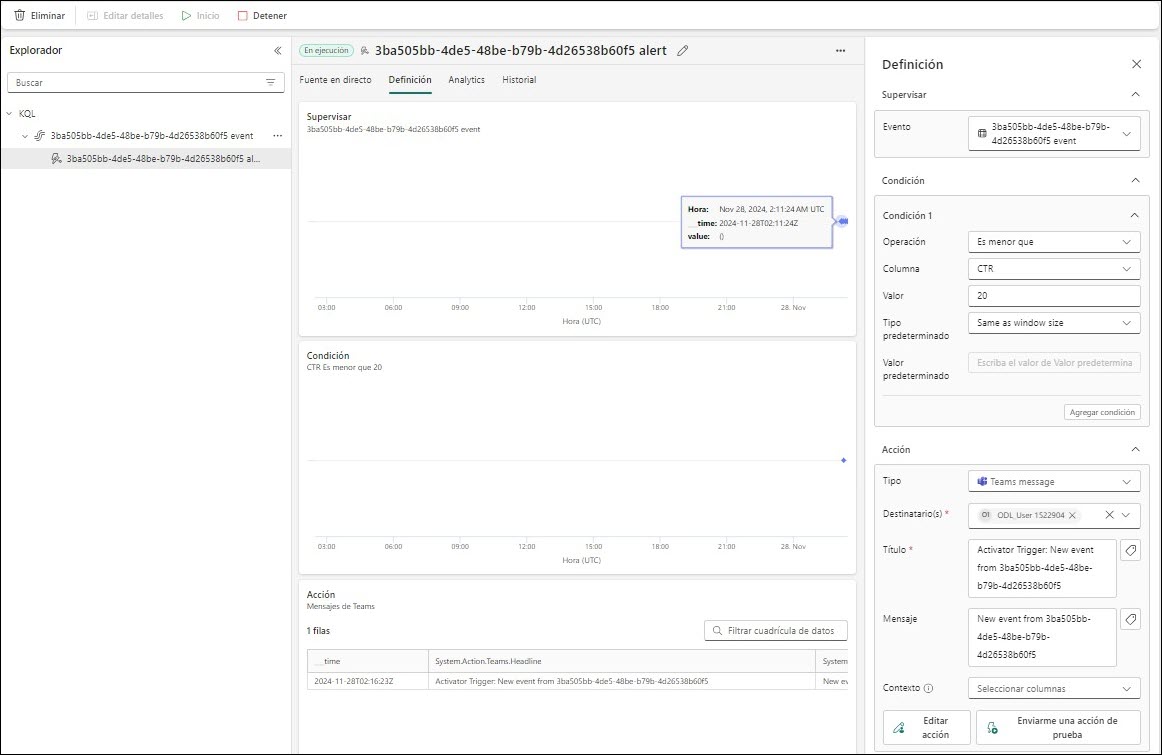 Eliminar
Editar detalles
Inicio
Detener
Explorador
Buscar
KQL
3ba505bb-4de5-48be-b79b-4d26538b60f5 event
3ba505bb-4de5-48be-b79b-4d26538b60f5 al...
En ejecución
3ba505bb-4de5-48be-b79b-4d26538b60f5 alert
Fuente en directo
Definición
Analytics
Historial
Supervisar
3ba505bb-4de5-48be-b79b-4d26538b60f5 event
Hora: Nov 28, 2024, 2:11:24 AM UTC
__time: 2024-11-28T02:11:24Z
value: ()
03:00 06:00 09:00 12:00 15:00 18:00 21:00 28. Nov
Hora (UTC)
Condición
CTR Es menor que 20
03:00 06:00 09:00 12:00 15:00 18:00 21:00 28. Nov
Hora (UTC)
Acción
Mensajes de Teams
1 filas
Filtrar cuadrícula de datos
__time System.Action.Teams.Headline System
2024-11-28T02:16:23Z Activator Trigger: New event from 3ba505bb-4de5-48be-b79b-4d26538b60f5 New ev
Definición
Supervisar
Evento
3ba505bb-4de5-48be-b79b-
4d26538b60f5 event
Condición
Condición 1
Operación
Es menor que
Columna
CTR
Valor
20
Tipo
predeterminado
Same as window size
Valor
predeterminado
Escriba el valor de Valor predetermina
Agregar condición
Acción
Tipo
Teams message
Destinatario(s) *
O1 ODL_User 1522904
Título *
Activator Trigger: New event
from 3ba505bb-4de5-48be-
b79b-4d26538b60f5
Mensaje
New event from 3ba505bb-
4de5-48be-b79b-
4d26538b60f5
Contexto
Seleccionar columnas
Editar
acción
Enviarme una acción de
prueba